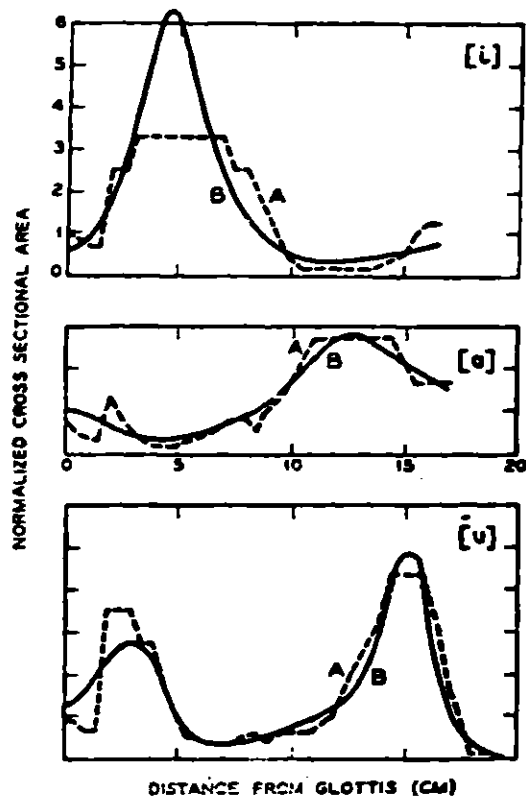 NORMALIZED CROSS SECTIONAL AREA
6
5
4
3
2
1
0
[i]
B
A
A
B
[a]
0
5
10
15
20
[u]
A
B
DISTANCE FROM GLOTTIS (CM)